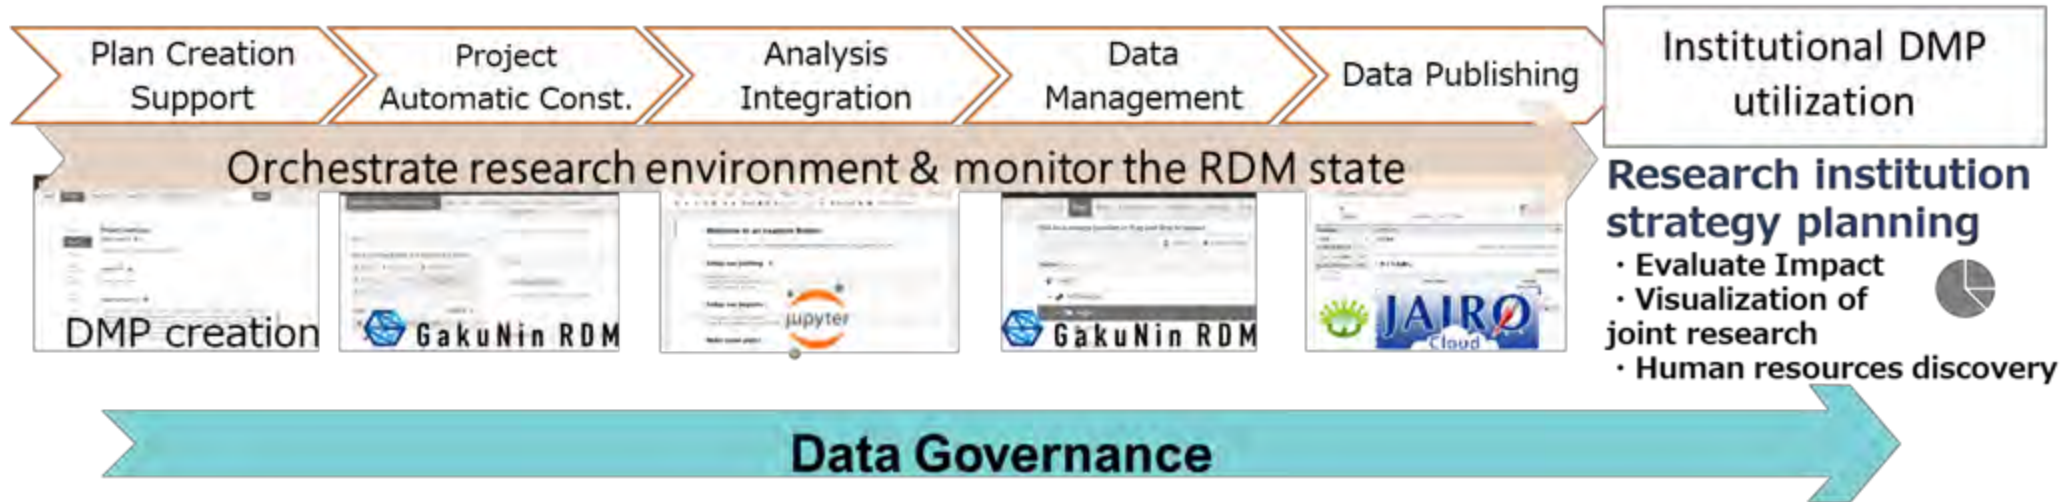 Plan Creation
Support
Project
Automatic Const.
Analysis
Integration
Data
Management
Data Publishing
Institutional DMP
utilization
Orchestrate research environment & monitor the RDM state
DMP creation
GakuNin RDM
jupyter
GakuNin RDM
JAIRO
Cloud
Research institution
strategy planning
・Evaluate Impact
・Visualization of
joint research
・Human resources discovery
Data Governance